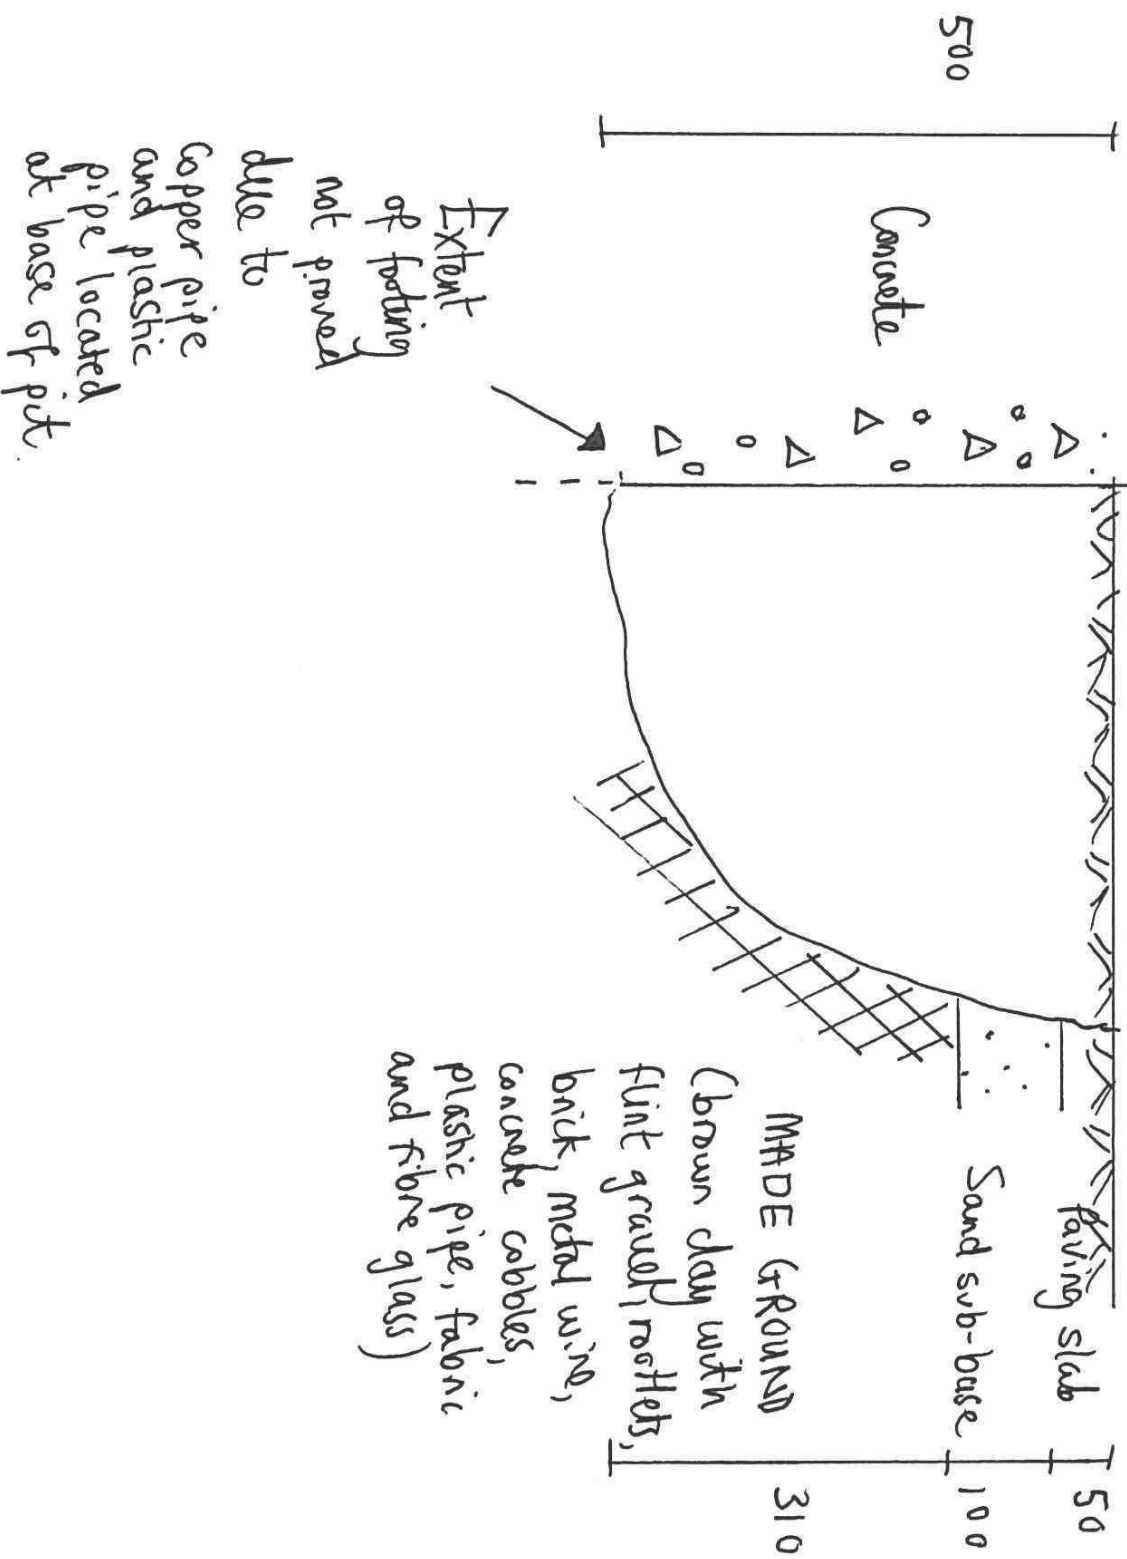 500
Concrete
Extent
of footing
not proved
due to
Copper pipe
and plastic
pipe located
at base of pit.
Paving slab
Sand sub-base
MADE GROUND
(brown clay with
flint gravel, rootlets,
brick, metal wire,
concrete cobbles,
plastic pipe, fabric
and fibre glass)
50
100
310